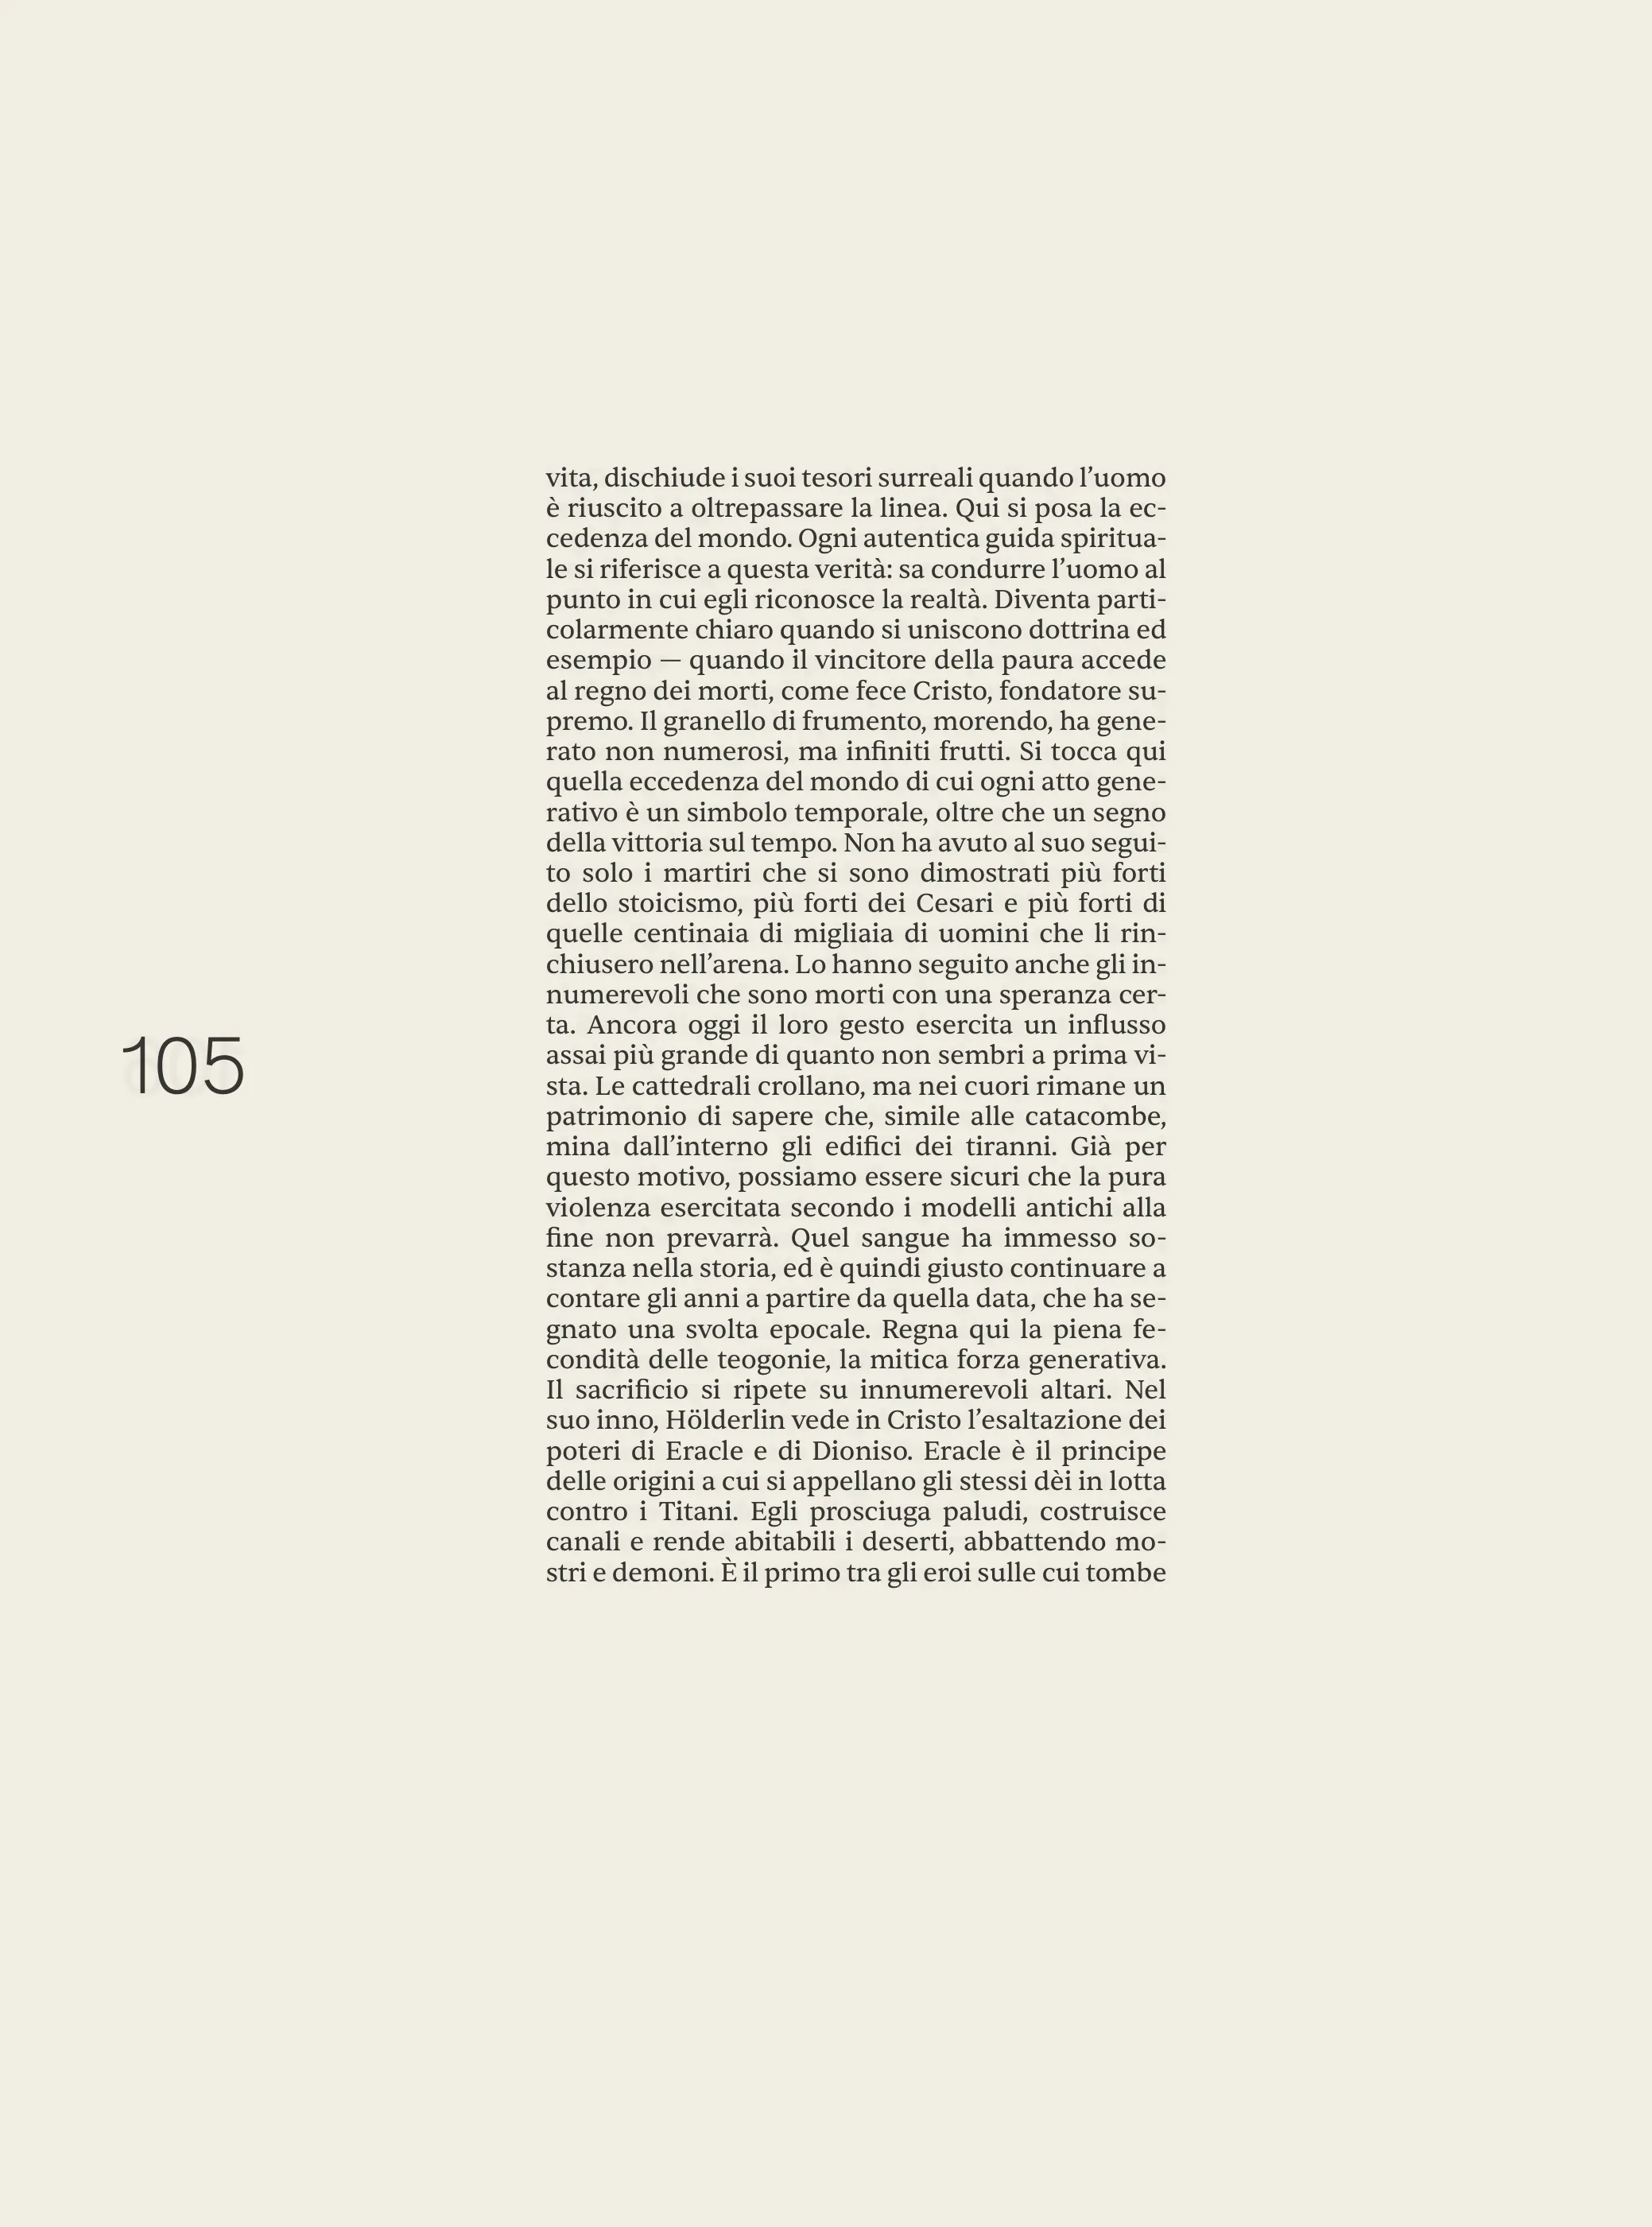 vita, dischiude i suoi tesori surreali quando l’uomo
è riuscito a oltrepassare la linea. Qui si posa la ec-
cedenza del mondo. Ogni autentica guida spiritua-
le si riferisce a questa verità: sa condurre l’uomo al
punto in cui egli riconosce la realtà. Diventa parti-
colarmente chiaro quando si uniscono dottrina ed
esempio — quando il vincitore della paura accede
al regno dei morti, come fece Cristo, fondatore su-
premo. Il granello di frumento, morendo, ha gene-
rato non numerosi, ma infiniti frutti. Si tocca qui
quella eccedenza del mondo di cui ogni atto gene-
rativo è un simbolo temporale, oltre che un segno
della vittoria sul tempo. Non ha avuto al suo segui-
to solo i martiri che si sono dimostrati più forti
dello stoicismo, più forti dei Cesari e più forti di
quelle centinaia di migliaia di uomini che li rin-
chiusero nell’arena. Lo hanno seguito anche gli in-
numerevoli che sono morti con una speranza cer-
ta. Ancora oggi il loro gesto esercita un influsso
assai più grande di quanto non sembri a prima vi-
sta. Le cattedrali crollano, ma nei cuori rimane un
patrimonio di sapere che, simile alle catacombe,
mina dall’interno gli edifici dei tiranni. Già per
questo motivo, possiamo essere sicuri che la pura
violenza esercitata secondo i modelli antichi alla
fine non prevarrà. Quel sangue ha immesso so-
stanza nella storia, ed è quindi giusto continuare a
contare gli anni a partire da quella data, che ha se-
gnato una svolta epocale. Regna qui la piena fe-
condità delle teogonie, la mitica forza generativa.
Il sacrificio si ripete su innumerevoli altari. Nel
suo inno, Hölderlin vede in Cristo l’esaltazione dei
poteri di Eracle e di Dioniso. Eracle è il principe
delle origini a cui si appellano gli stessi dèi in lotta
contro i Titani. Egli prosciuga paludi, costruisce
canali e rende abitabili i deserti, abbattendo mo-
stri e demoni. È il primo tra gli eroi sulle cui tombe
105